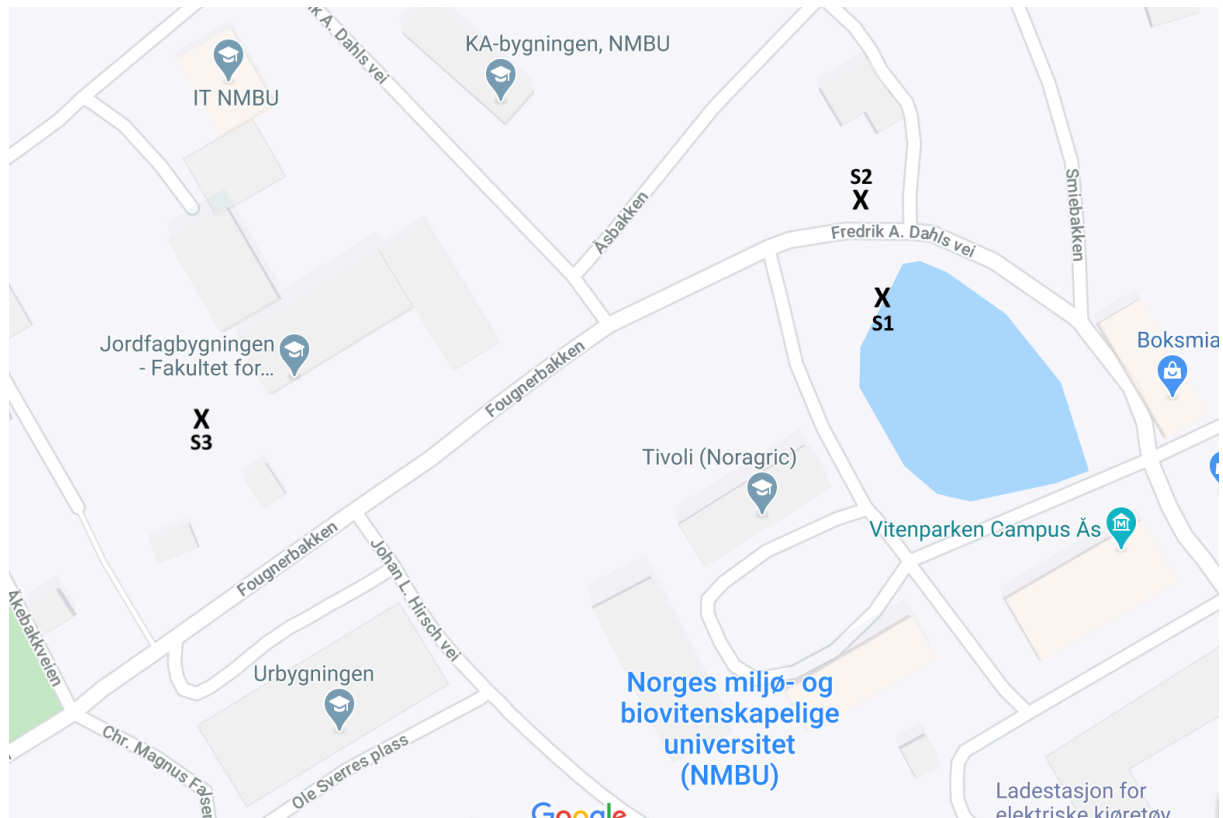 k A. Dahls vei
KA-bygningen, NMBU
IT NMBU
S2
X
Smiebakken
Åsbakken
Fredrik A. Dahls vei
X
S1
Jordfagbygningen
- Fakultet for...
Boksmia
Fougnerbakken
X
S3
Tivoli (Noragric)
Vitenparken Campus Ås
M
Fougnerbakken
Johan L. Hirsch vei
Åkebakkveien
Urbygningen
Norges miljø- og
biovitenskapelige
universitet
(NMBU)
Chr. Magnus Falsen
Ole Sverres plass
Ladestasjon for
elektriske kjøretøy
Google